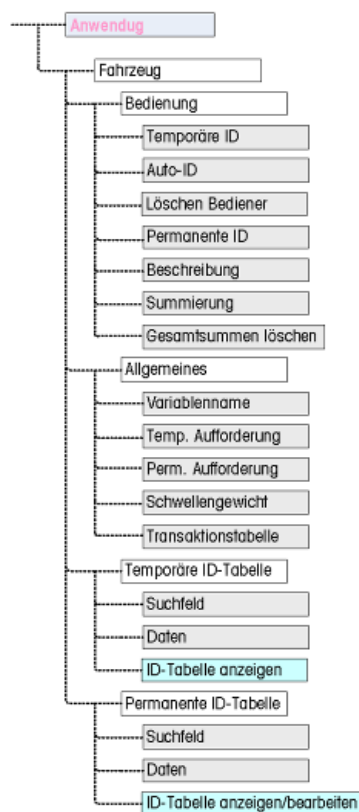 Anwendug
Fahrzeug
Bedienung
Temporäre ID
Auto-ID
Löschen Bediener
Permanente ID
Beschreibung
Summierung
Gesamtsummen löschen
Allgemeines
Variablenname
Temp. Aufforderung
Perm. Aufforderung
Schwellengewicht
Transaktionstabelle
Temporäre ID-Tabelle
Suchfeld
Daten
ID-Tabelle anzeigen
Permanente ID-Tabelle
Suchfeld
Daten
ID-Tabelle anzeigen/bearbeiten